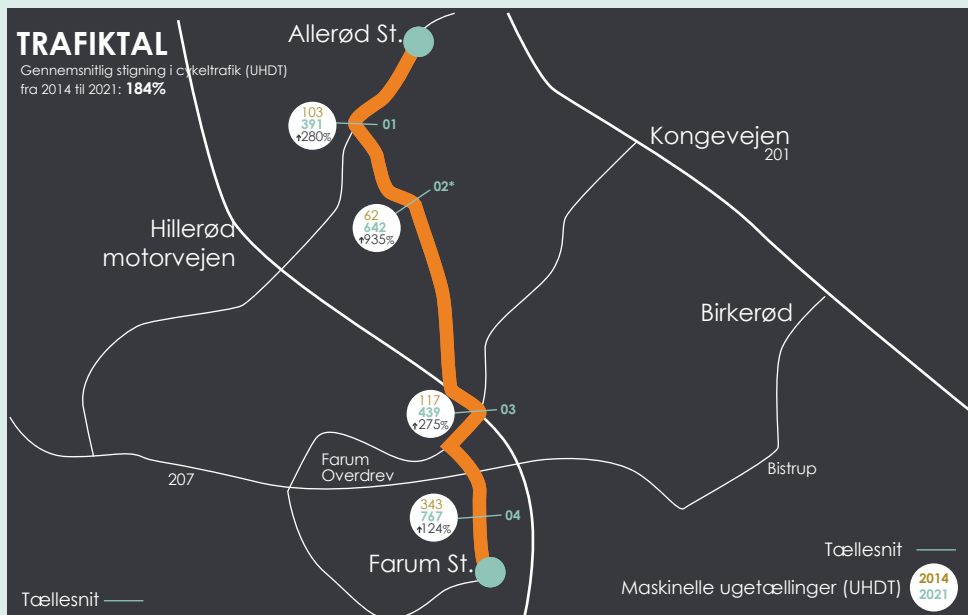 TRAFIKTAL
Gennemsnitlig stigning i cykeltrafik (UHDT)
fra 2014 til 2021: 184%
Allerød St.
103
391
↑280%
01
Kongevejen
201
02*
62
642
↑935%
Hillerød
motorvejen
Birkerød
117
439
↑275%
03
Farum
Overdrev
207
Bistrup
343
767
↑124%
04
Farum St.
Tællesnit
Maskinelle ugetællinger (UHDT)
2014
2021
Tællesnit